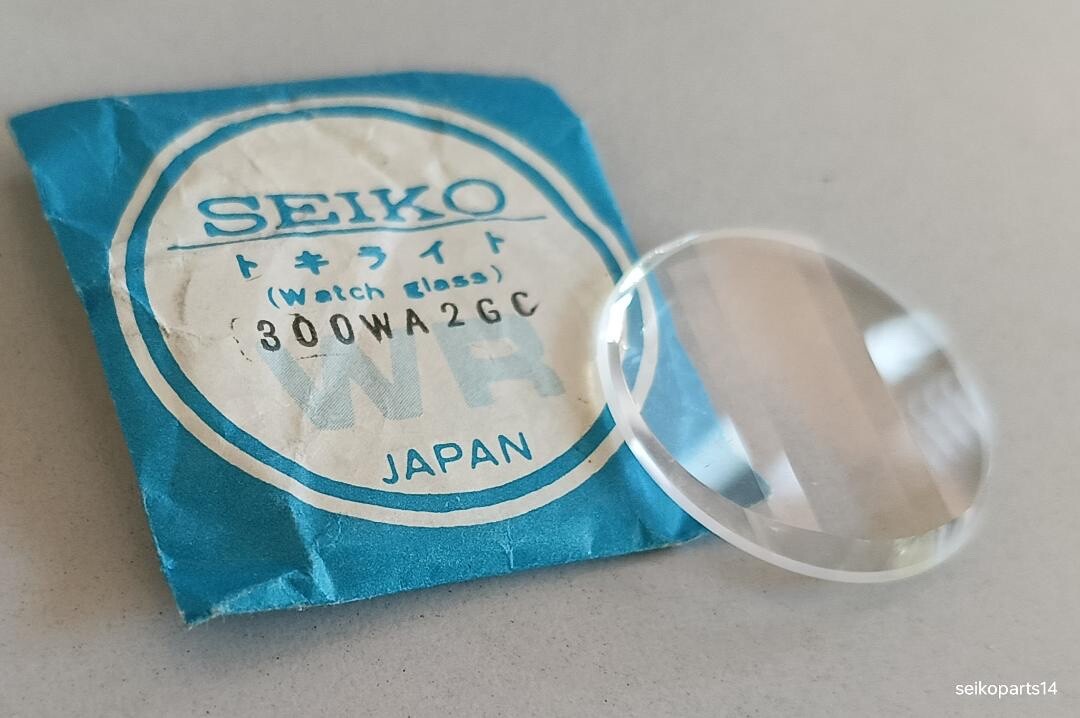 SEIKO
トキライト
(Watch glass)
300WA2GC
WR
JAPAN
seikoparts14